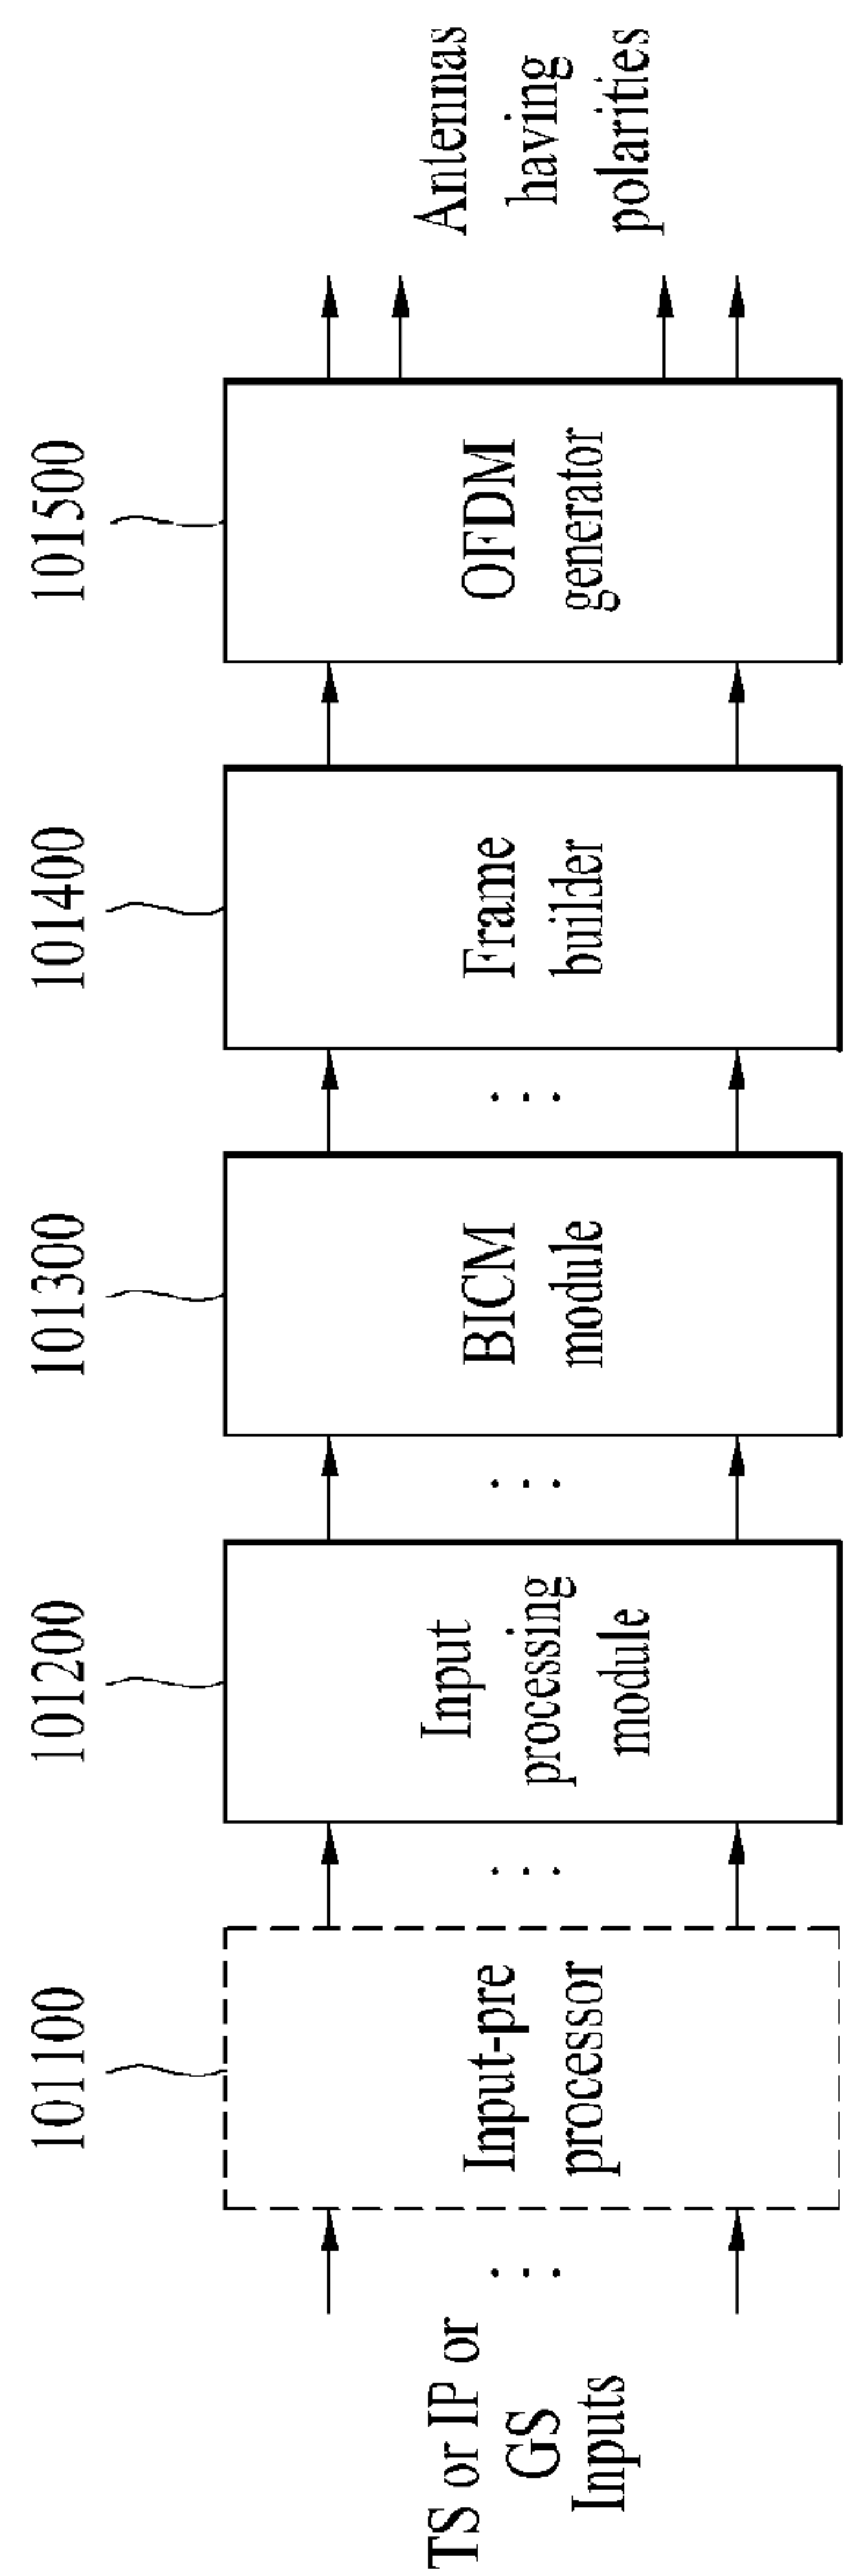 101100
101200
101300
101400
101500
TS or IP or
GS
Inputs
Input-pre
processor
Input
processing
module
BICM
module
Frame
builder
OFDM
generator
Antennas
having
polarities